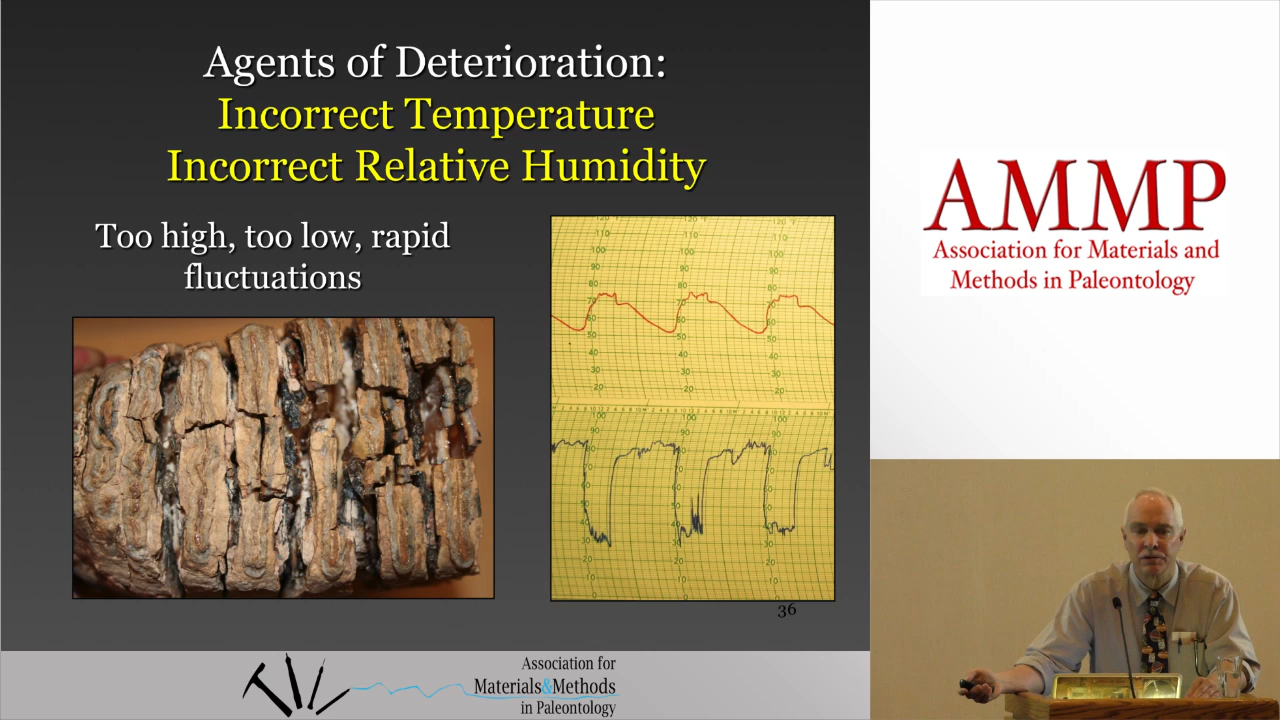 Agents of Deterioration:
Incorrect Temperature
Incorrect Relative Humidity
Too high, too low, rapid
fluctuations
36
AMMP
Association for Materials and
Methods in Paleontology
Association for
Materials&Methods
in Paleontology